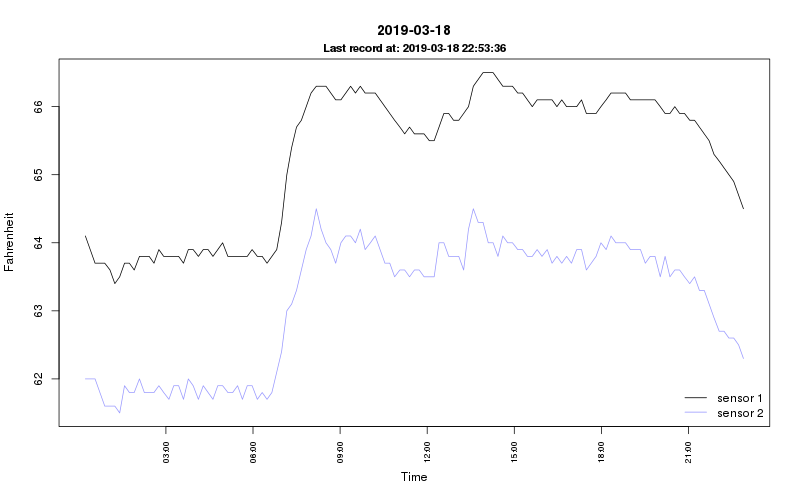 2019-03-18
Last record at: 2019-03-18 22:53:36
Fahrenheit
66
65
64
63
62
sensor 1
sensor 2
03:00 06:00 09:00 12:00 15:00 18:00 21:00
Time